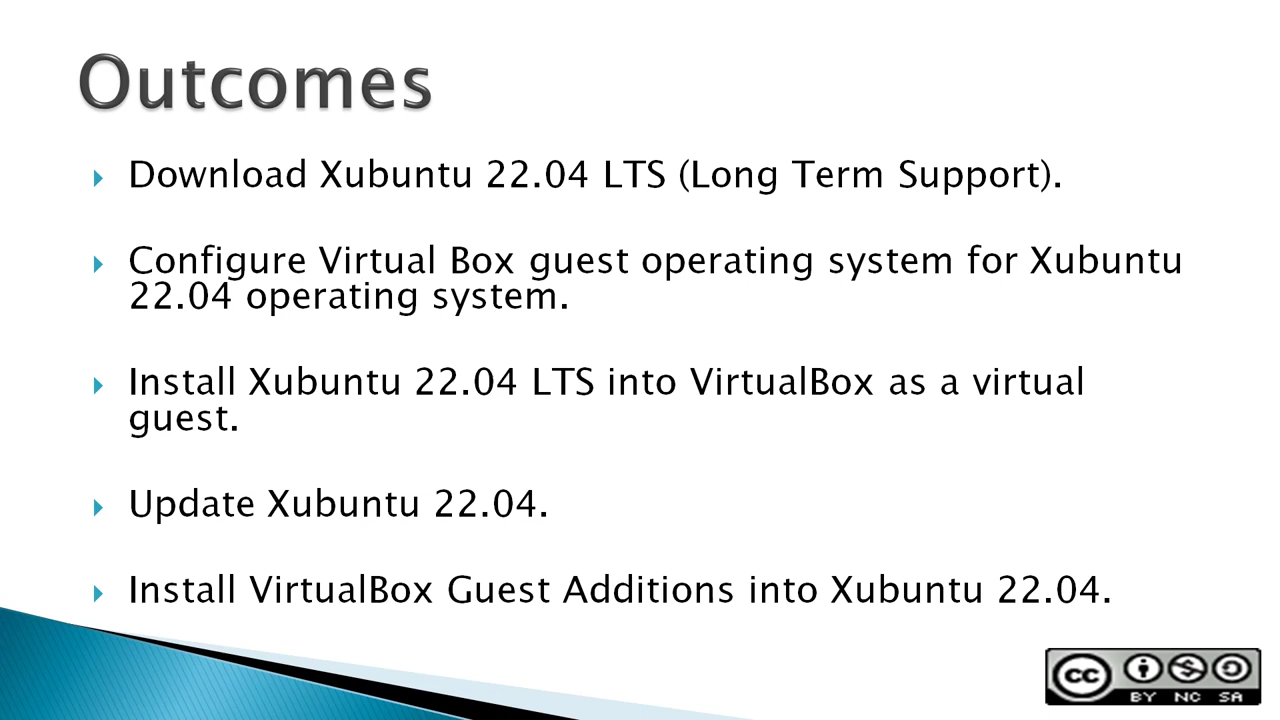 Outcomes
Download Xubuntu 22.04 LTS (Long Term Support).
Configure Virtual Box guest operating system for Xubuntu
22.04 operating system.
Install Xubuntu 22.04 LTS into VirtualBox as a virtual
guest.
Update Xubuntu 22.04.
Install VirtualBox Guest Additions into Xubuntu 22.04.
cc
BY NC SA